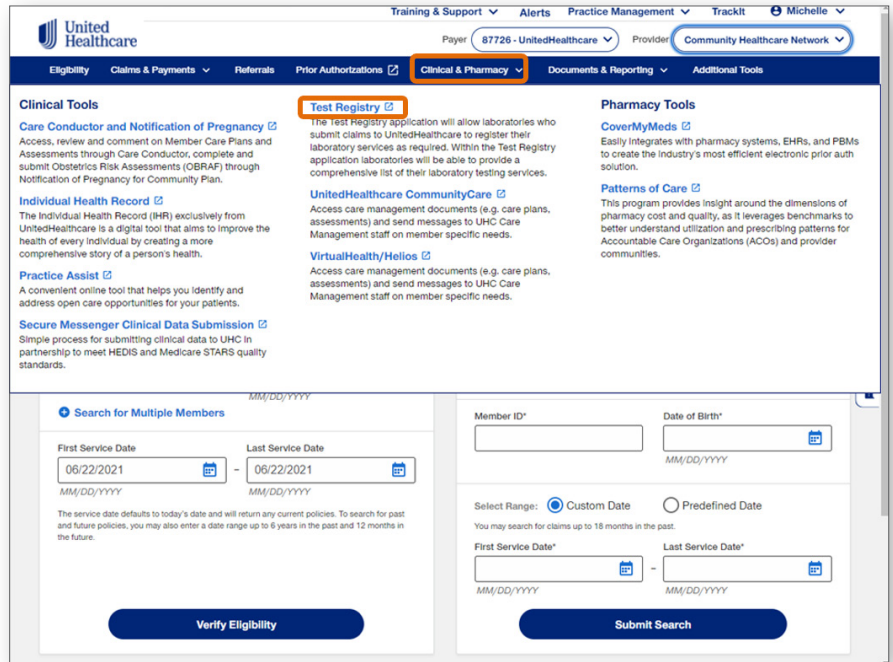 Training & Support Alerts Practice Management TrackIt Michelle
United
Healthcare
Payer 87726 - UnitedHealthcare Provider Community Healthcare Network
Eligibility Claims & Payments Referrals Prior Authorizations Clinical & Pharmacy Documents & Reporting Additional Tools
Clinical Tools
Care Conductor and Notification of Pregnancy
Access, review and comment on Member Care Plans and
Assessments through Care Conductor, complete and
submit Obstetrics Risk Assessments (OBRAF) through
Notification of Pregnancy for Community Plan.
Individual Health Record
The Individual Health Record (IHR) exclusively from
UnitedHealthcare is a digital tool that aims to improve the
health of every individual by creating a more
comprehensive story of a person's health.
Practice Assist
A convenient online tool that helps you identify and
address open care opportunities for your patients.
Secure Messenger Clinical Data Submission
Simple process for submitting clinical data to UHC in
partnership to meet HEDIS and Medicare STARS quality
standards.
Test Registry
The Test Registry application will allow laboratories who
submit claims to UnitedHealthcare to register their
laboratory services as required. Within the Test Registry
application laboratories will be able to provide a
comprehensive list of their laboratory testing services.
UnitedHealthcare CommunityCare
Access care management documents (e.g. care plans,
assessments) and send messages to UHC Care
Management staff on member specific needs.
VirtualHealth/Helios
Access care management documents (e.g. care plans,
assessments) and send messages to UHC Care
Management staff on member specific needs.
Pharmacy Tools
CoverMyMeds
Easily integrates with pharmacy systems, EHRs, and PBMs
to create the industry's most efficient electronic prior auth
solution.
Patterns of Care
This program provides insight around the dimensions of
pharmacy cost and quality, as it leverages benchmarks to
better understand utilization and prescribing patterns for
Accountable Care Organizations (ACOs) and provider
communities.
MM/DD/YYYY
Search for Multiple Members
First Service Date Last Service Date
06/22/2021 - 06/22/2021
MM/DD/YYYY MM/DD/YYYY
The service date defaults to today's date and will return any current policies. To search for past
and future policies, you may also enter a date range up to 6 years in the past and 12 months in
the future.
Verify Eligibility
Member ID* Date of Birth*
MM/DD/YYYY
Select Range: Custom Date Predefined Date
You may search for claims up to 18 months in the past.
First Service Date* Last Service Date*
-
MM/DD/YYYY MM/DD/YYYY
Submit Search